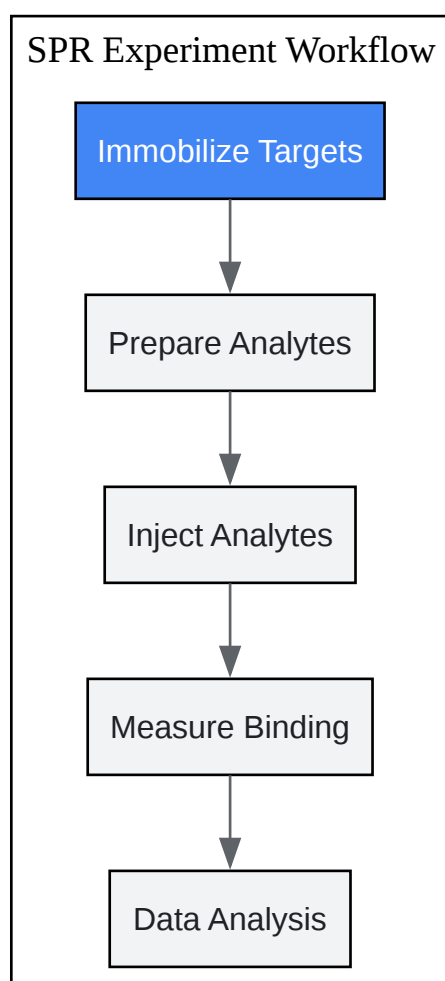 SPR Experiment Workflow
Immobilize Targets
Prepare Analytes
Inject Analytes
Measure Binding
Data Analysis